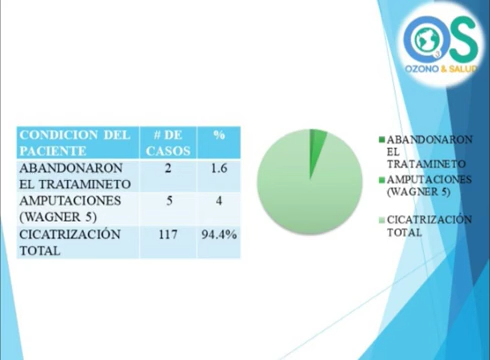 OS
OZONO & SALUD
CONDICION DEL PACIENTE # DE CASOS %
ABANDONARON EL TRATAMINETO 2 1.6
AMPUTACIONES (WAGNER 5) 5 4
CICATRIZACIÓN TOTAL 117 94.4%
ABANDONARON
EL
TRATAMINETO
AMPUTACIONES
(WAGNER 5)
CICATRIZACIÓN
TOTAL